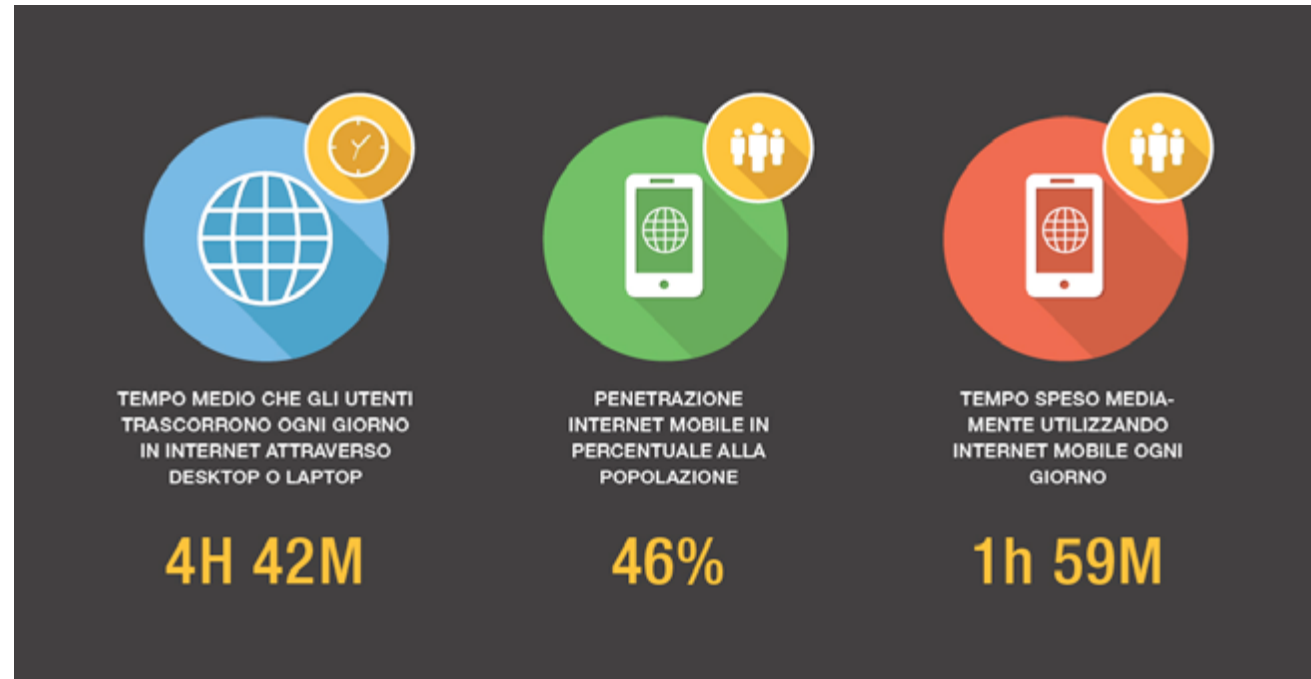 TEMPO MEDIO CHE GLI UTENTI
TRASCORRONO OGNI GIORNO
IN INTERNET ATTRAVERSO
DESKTOP O LAPTOP
4H 42M
PENETRAZIONE
INTERNET MOBILE IN
PERCENTUALE ALLA
POPOLAZIONE
46%
TEMPO SPESO MEDIA-
MENTE UTILIZZANDO
INTERNET MOBILE OGNI
GIORNO
1h 59M